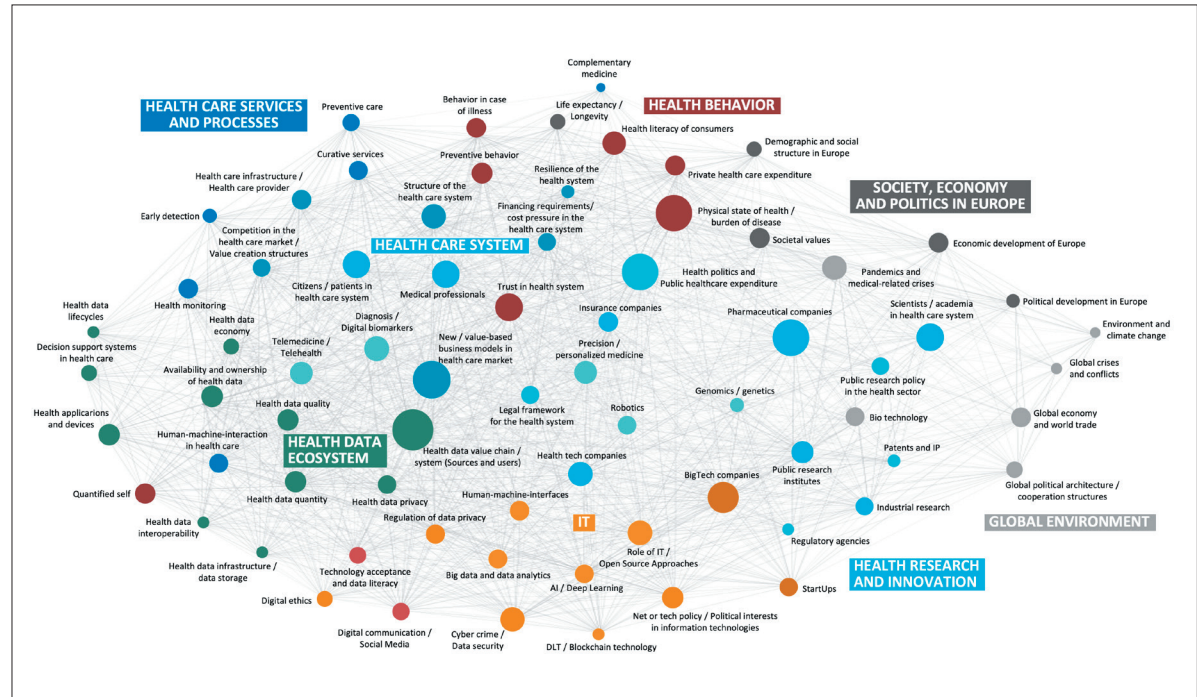 Complementary
medicine
HEALTH CARE SERVICES
AND PROCESSES
Preventive care
Behavior in case
of illness
Life expectancy /
Longevity
HEALTH BEHAVIOR
Health literacy of consumers
Demographic and social
structure in Europe
Curative services
Preventive behavior
Resilience of the
health system
Private health care expenditure
Health care infrastructure /
Health care provider
Structure of the
health care system
Financing requirements/
cost pressure in the
health care system
SOCIETY, ECONOMY
AND POLITICS IN EUROPE
Early detection
Competition in the
health care market /
Value creation structures
Physical state of health /
burden of disease
Societal values
Economic development of Europe
HEALTH CARE SYSTEM
Citizens / patients in
health care system
Medical professionals
Trust in health system
Health politics and
Public healthcare expenditure
Pandemics and
medical-related crises
Health monitoring
Health data
lifecycles
Health data
economy
Diagnosis /
Digital biomarkers
Insurance companies
Pharmaceutical companies
Scientists / academia
in health care system
Political development in Europe
Environment and
climate change
Decision support systems
in health care
Telemedicine /
Telehealth
New / value-based
business models in
health care market
Precision /
personalized medicine
Public research policy
in the health sector
Global crises
and conflicts
Availability and ownership
of health data
Genomics / genetics
Health applicarions
and devices
Health data quality
Legal framework
for the health system
Robotics
Bio technology
Global economy
and world trade
Human-machine-interaction
in health care
HEALTH DATA
ECOSYSTEM
Health data value chain /
system (Sources and users)
Health tech companies
Public research
institutes
Patents and IP
Quantified self
Health data quantity
Health data privacy
Human-machine-interfaces
BigTech companies
Global political architecture /
cooperation structures
Health data
interoperability
Regulation of data privacy
IT
Industrial research
GLOBAL ENVIRONMENT
Regulatory agencies
Health data infrastructure /
data storage
Technology acceptance
and data literacy
Big data and data analytics
Role of IT /
Open Source Approaches
AI / Deep Learning
HEALTH RESEARCH
AND INNOVATION
StartUps
Digital ethics
Digital communication /
Social Media
Cyber crime /
Data security
DLT / Blockchain technology
Net or tech policy / Political interests
in information technologies